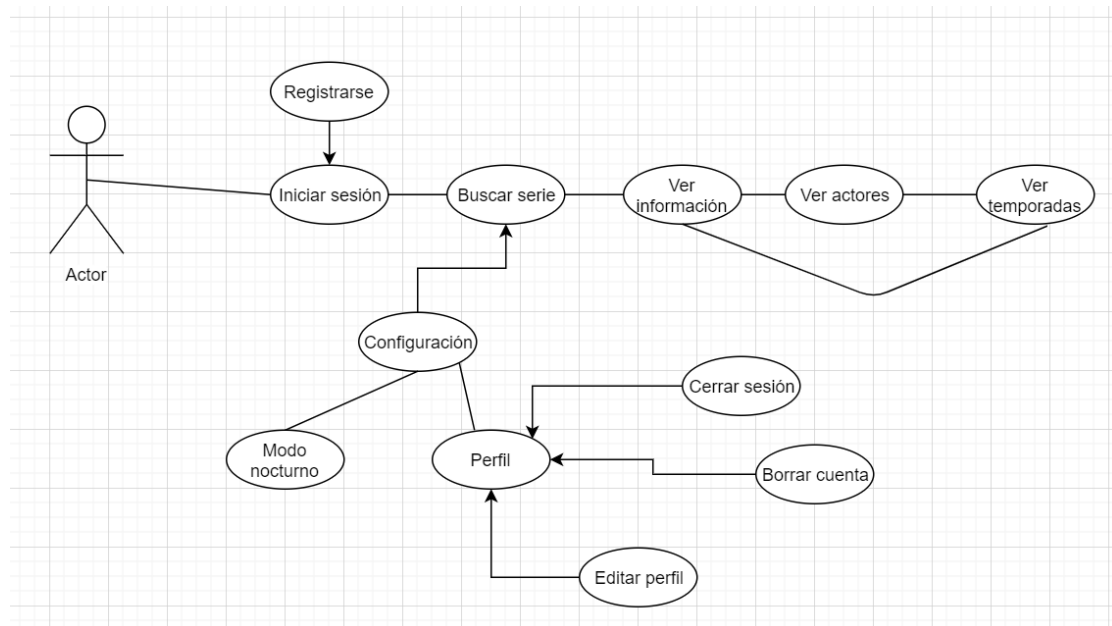 Registrarse
Iniciar sesión
Buscar serie
Ver
información
Ver actores
Ver
temporadas
Actor
Configuración
Cerrar sesión
Modo
nocturno
Perfil
Borrar cuenta
Editar perfil